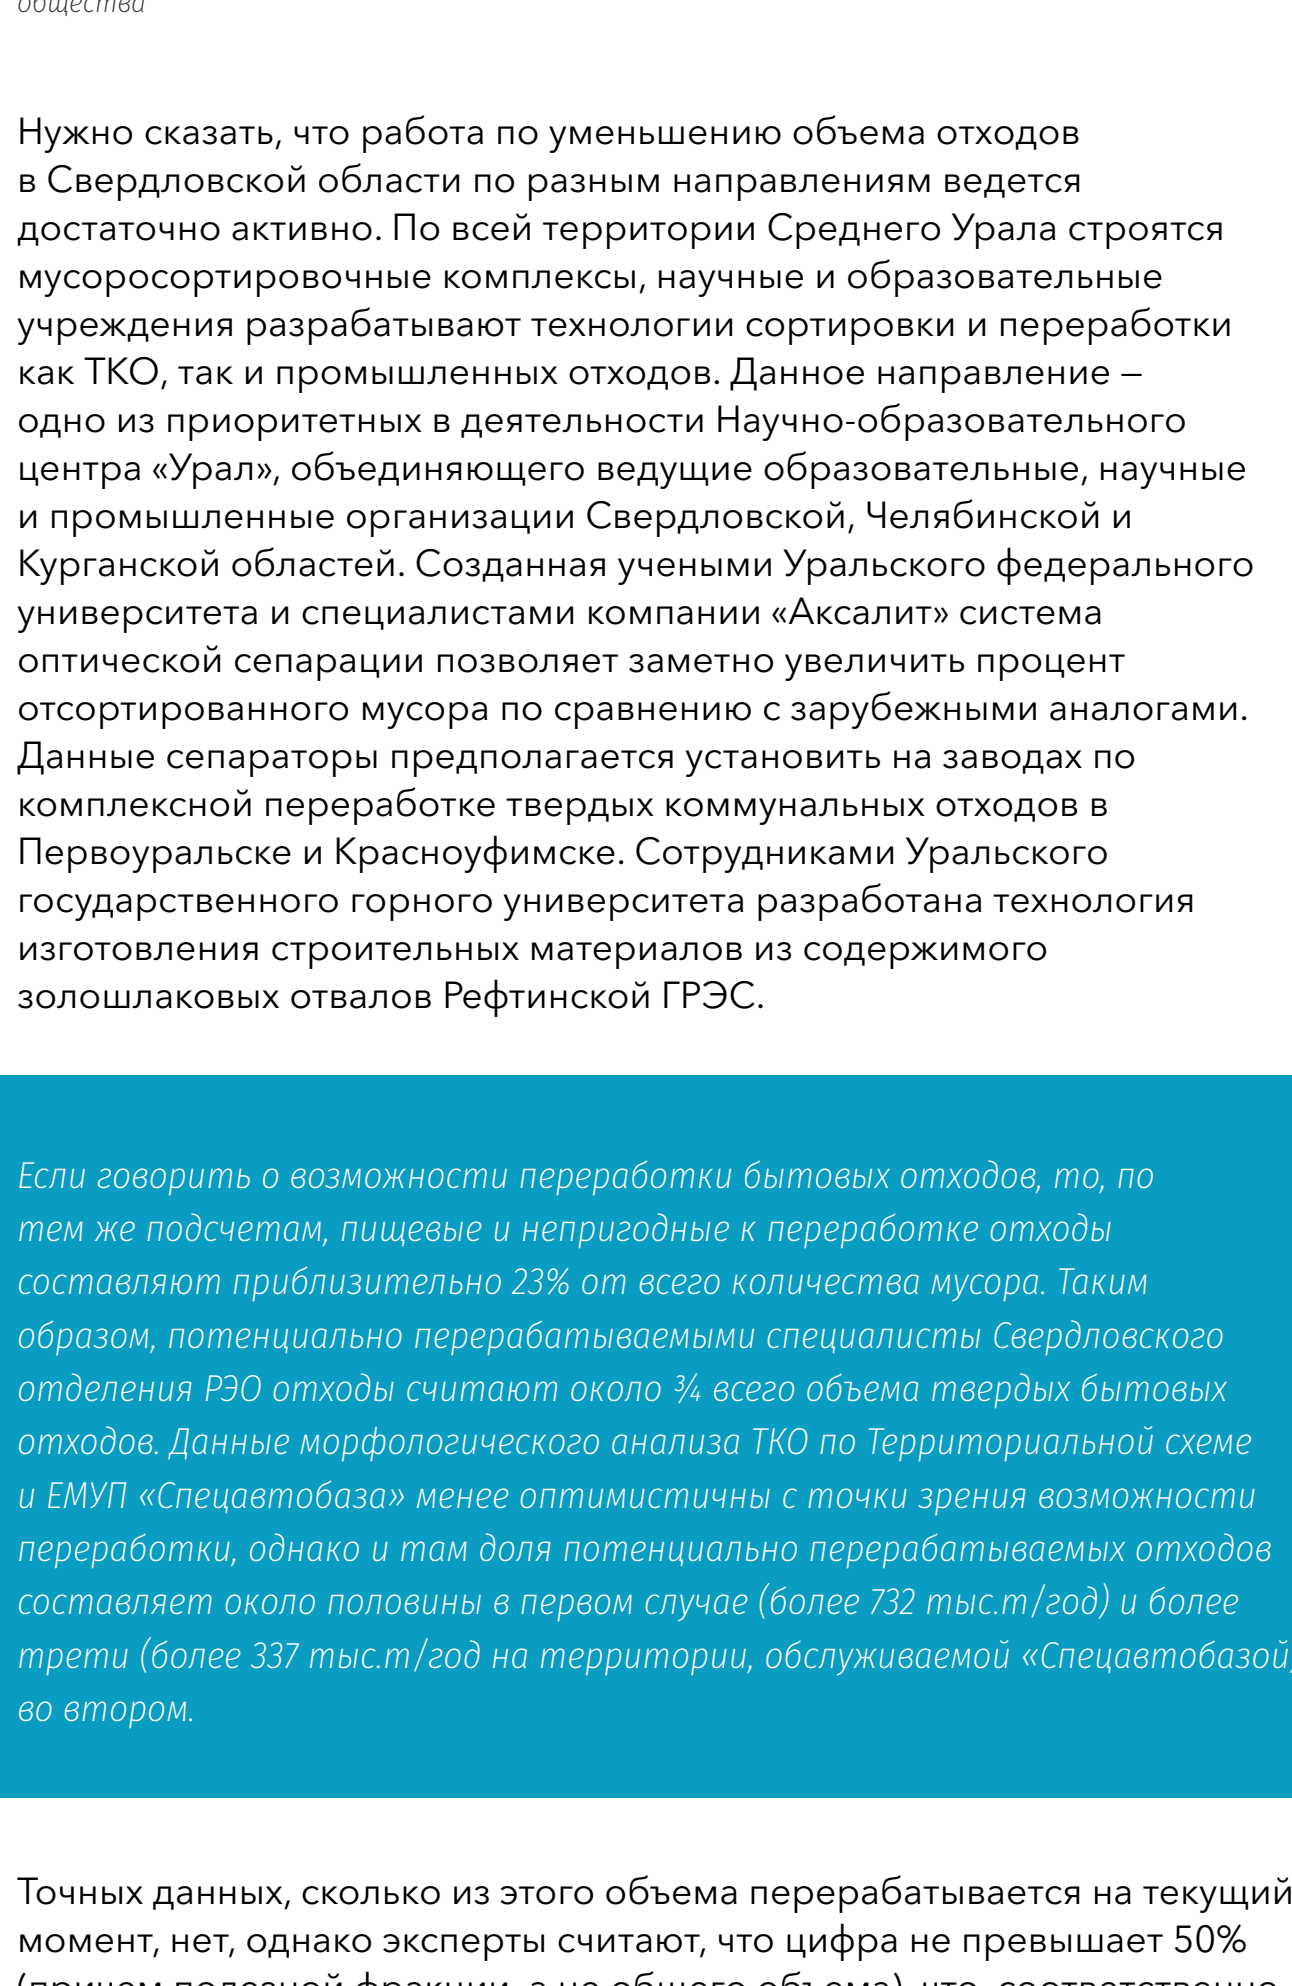 общества
Нужно сказать, что работа по уменьшению объема отходов
в Свердловской области по разным направлениям ведется
достаточно активно. По всей территории Среднего Урала строятся
мусоросортировочные комплексы, научные и образовательные
учреждения разрабатывают технологии сортировки и переработки
как ТКО, так и промышленных отходов. Данное направление —
одно из приоритетных в деятельности Научно-образовательного
центра «Урал», объединяющего ведущие образовательные, научные
и промышленные организации Свердловской, Челябинской и
Курганской областей. Созданная учеными Уральского федерального
университета и специалистами компании «Аксалит» система
оптической сепарации позволяет заметно увеличить процент
отсортированного мусора по сравнению с зарубежными аналогами.
Данные сепараторы предполагается установить на заводах по
комплексной переработке твердых коммунальных отходов в
Первоуральске и Красноуфимске. Сотрудниками Уральского
государственного горного университета разработана технология
изготовления строительных материалов из содержимого
золошлаковых отвалов Рефтинской ГРЭС.
Если говорить о возможности переработки бытовых отходов, то, по
тем же подсчетам, пищевые и непригодные к переработке отходы
составляют приблизительно 23% от всего количества мусора. Таким
образом, потенциально перерабатываемыми специалисты Свердловского
отделения РЭО отходы считают около ¾ всего объема твердых бытовых
отходов. Данные морфологического анализа ТКО по Территориальной схеме
и ЕМУП «Спецавтобаза» менее оптимистичны с точки зрения возможности
переработки, однако и там доля потенциально перерабатываемых отходов
составляет около половины в первом случае (более 732 тыс.т/год) и более
трети (более 337 тыс.т/год на территории, обслуживаемой «Спецавтобазой,
во втором.
Точных данных, сколько из этого объема перерабатывается на текущий
момент, нет, однако эксперты считают, что цифра не превышает 50%
(причем полезной фракции, а не общего объема), что, соответственно,